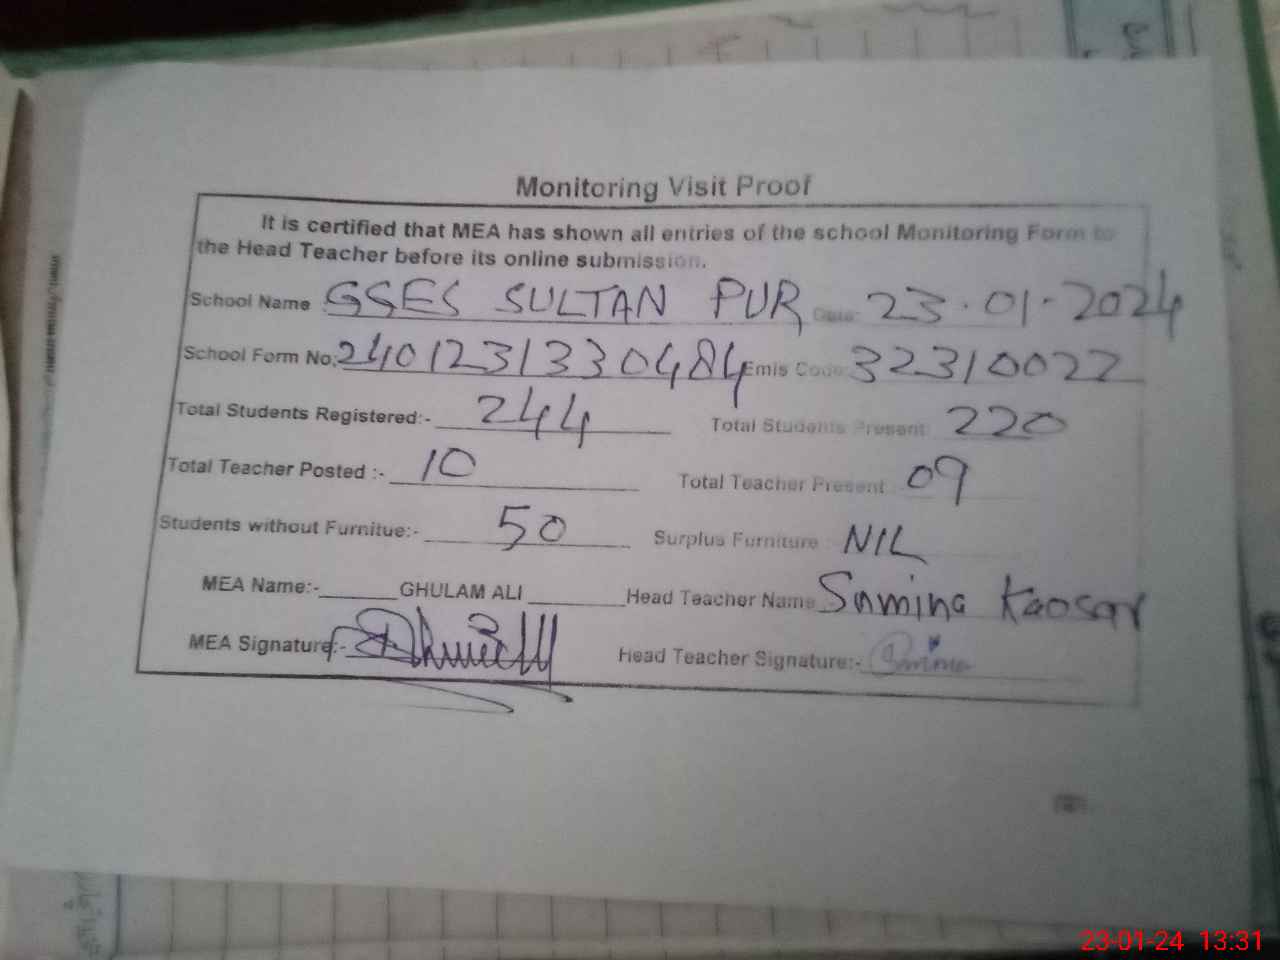 Monitoring Visit Proof
It is certified that MEA has shown all entries of the school Monitoring Form to
the Head Teacher before its online submission.
School Name GSES SULTAN PUR Date: 23.01.2024
School Form No: 240123133 0484 Emis Code: 32310022
Total Students Registered:- 244 Total Students Present 220
Total Teacher Posted :- 10 Total Teacher Present 09
Students without Furnitue:- 50 Surplus Furniture : NIL
MEA Name:- GHULAM ALI Head Teacher Name Samina Kaosar
MEA Signature:- Head Teacher Signature:-
23-01-24 13:31